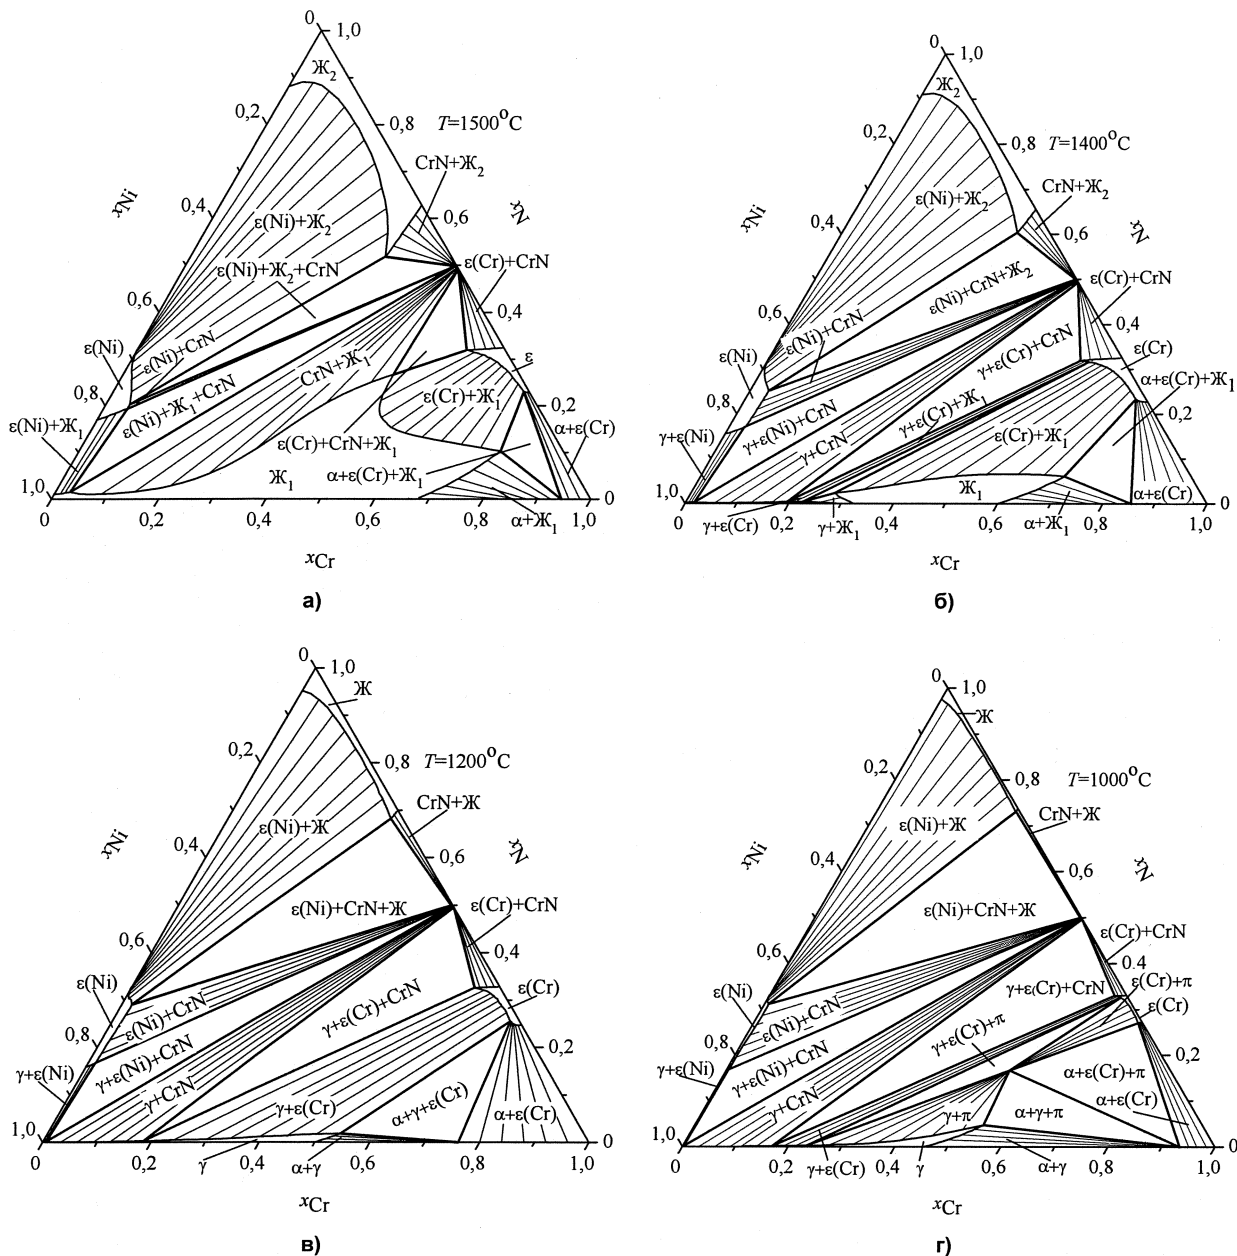 0
1,0
Ж2
0,2
0,8
T=1500°C
CrN+Ж2
xNi
0,4
0,6
xN
ε(Ni)+Ж2
ε(Ni)+Ж2+CrN
ε(Cr)+CrN
0,6
0,4
ε(Ni)
ε(Ni)+CrN
CrN+Ж1
ε
0,8
ε(Ni)+Ж1+CrN
ε(Cr)+Ж1
0,2
ε(Ni)+Ж1
α+ε(Cr)
ε(Cr)+CrN+Ж1
Ж1
α+ε(Cr)+Ж1
1,0
0
α+Ж1
0
0,2
0,4
0,6
0,8
1,0
xCr
а)
0
1,0
Ж2
0,2
0,8
T=1400°C
CrN+Ж2
xNi
0,4
0,6
xN
ε(Ni)+Ж2
ε(Ni)+CrN+Ж2
ε(Cr)+CrN
0,6
0,4
ε(Ni)
ε(Ni)+CrN
γ+ε(Cr)+CrN
ε(Cr)
α+ε(Cr)+Ж1
0,8
γ+ε(Cr)+Ж1
0,2
γ+ε(Ni)
γ+ε(Ni)+CrN
γ+CrN
ε(Cr)+Ж1
Ж1
α+ε(Cr)
1,0
0
0
0,2
0,4
0,6
0,8
1,0
γ+ε(Cr)
γ+Ж1
α+Ж1
xCr
б)
0
1,0
Ж
0,2
0,8
T=1200°C
CrN+Ж
xNi
0,4
0,6
xN
ε(Ni)+Ж
ε(Ni)+CrN+Ж
ε(Cr)+CrN
0,6
0,4
ε(Ni)
ε(Ni)+CrN
γ+ε(Cr)+CrN
ε(Cr)
0,8
0,2
γ+ε(Ni)
γ+ε(Ni)+CrN
γ+CrN
γ+ε(Cr)
α+γ+ε(Cr)
α+ε(Cr)
1,0
0
0
0,2
γ
0,4
α+γ
0,6
0,8
1,0
xCr
в)
0
1,0
Ж
0,2
0,8
T=1000°C
CrN+Ж
xNi
0,4
0,6
xN
ε(Ni)+Ж
ε(Ni)+CrN+Ж
ε(Cr)+CrN
0,6
0.4
ε(Ni)
ε(Ni)+CrN
γ+ε(Cr)+CrN
ε(Cr)+π
ε(Cr)
0,8
γ+ε(Cr)+π
0,2
γ+ε(Ni)
γ+ε(Ni)+CrN
γ+CrN
γ+π
α+γ+π
α+ε(Cr)+π
α+ε(Cr)
1,0
0
0
0,2
γ+ε(Cr)
0,4
γ
0,6
α+γ
0,8
1,0
xCr
г)